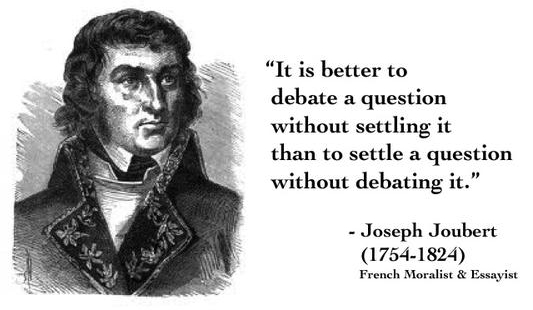 “It is better to
debate a question
without settling it
than to settle a question
without debating it.”
- Joseph Joubert
(1754-1824)
French Moralist & Essayist